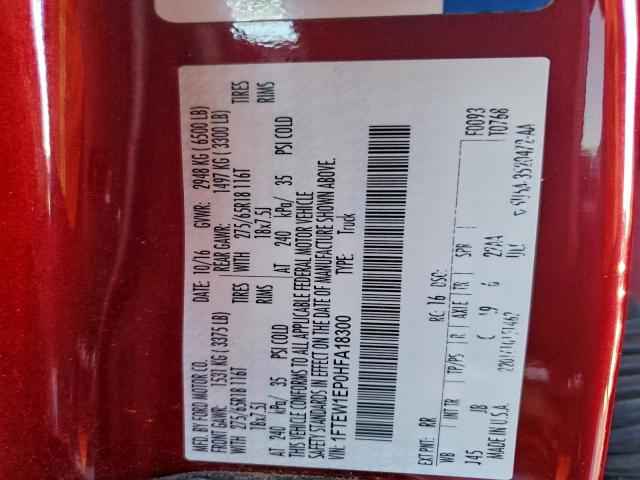 MFD. BY FORD MOTOR CO.
DATE: 10/16 GVWR: 2948 KG ( 6500 LB)
FRONT GAWR: 1531 KG ( 3375 LB) REAR GAWR: 1497 KG ( 3300 LB)
WITH 275/65R18 116T TIRES WITH 275/65R18 116T TIRES
18x7.5J RIMS 18x7.5J RIMS
AT 240 kPa/ 35 PSI COLD AT 240 kPa/ 35 PSI COLD
THIS VEHICLE CONFORMS TO ALL APPLICABLE FEDERAL MOTOR VEHICLE
SAFETY STANDARDS IN EFFECT ON THE DATE OF MANUFACTURE SHOWN ABOVE.
VIN: 1FTEW1EP0HFA18300
TYPE: Truck
F0093
T0768
EXT PNT: RR RC: 16 DSO:
WB INT TR TP/PS R AXLE TR SPR
J45 JB 9 6
MADE IN U.S.A.